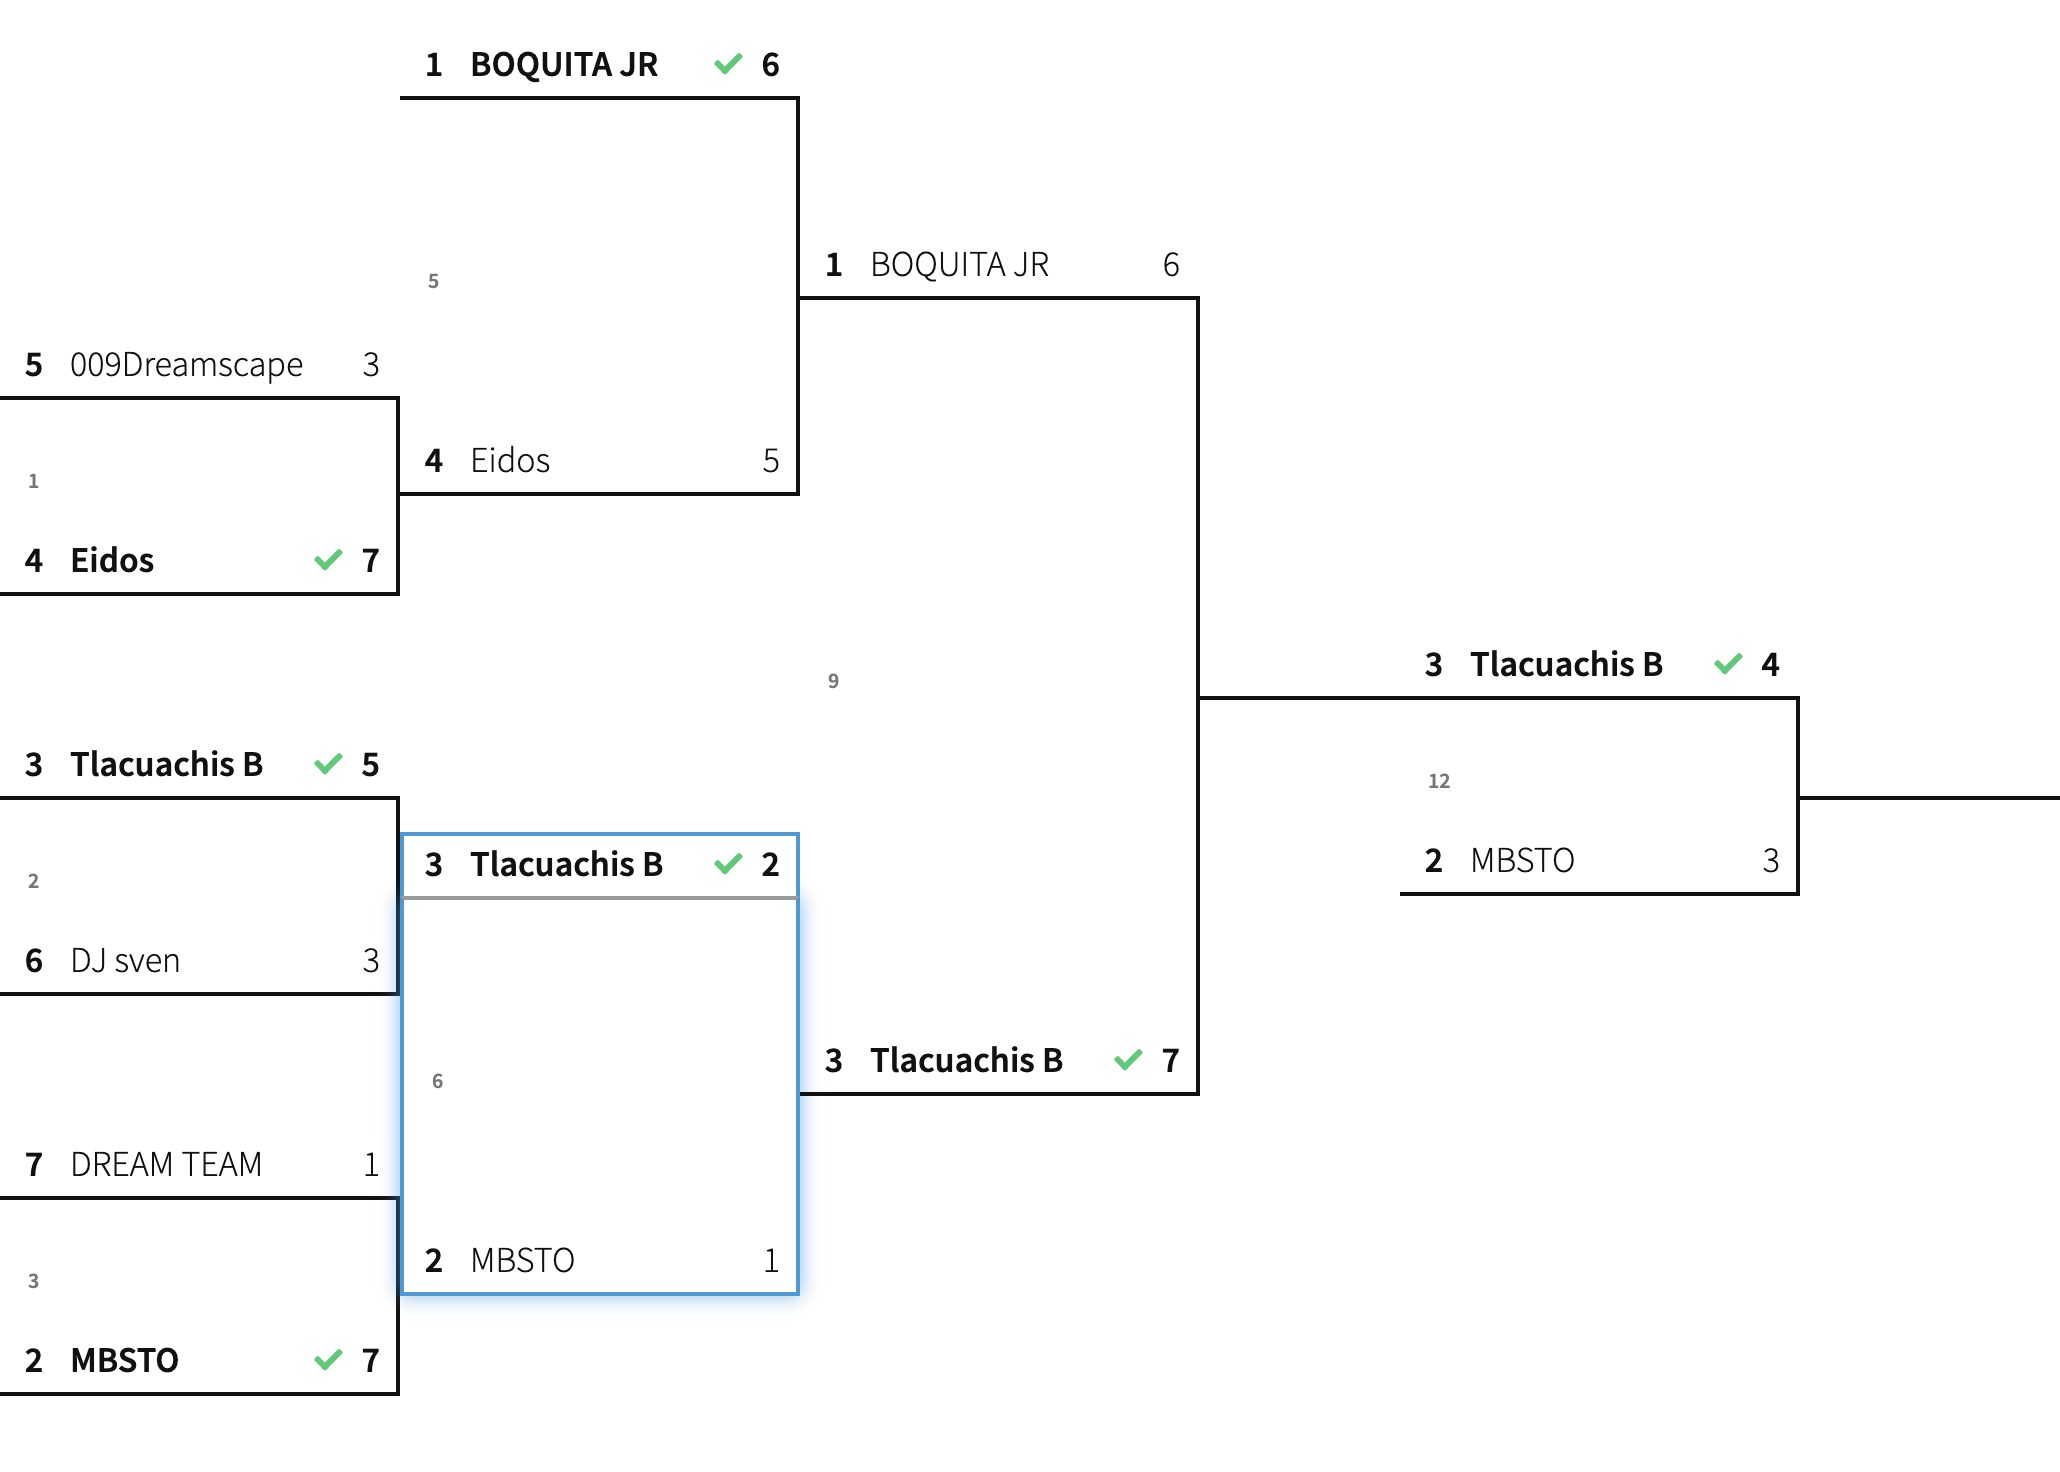 1 BOQUITA JR 6
5
4 Eidos 5
5 009Dreamscape 3
1
4 Eidos 7
1 BOQUITA JR 6
9
3 Tlacuachis B 7
3 Tlacuachis B 5
2
6 DJ sven 3
3 Tlacuachis B 2
6
2 MBSTO 1
7 DREAM TEAM 1
3
2 MBSTO 7
3 Tlacuachis B 4
12
2 MBSTO 3